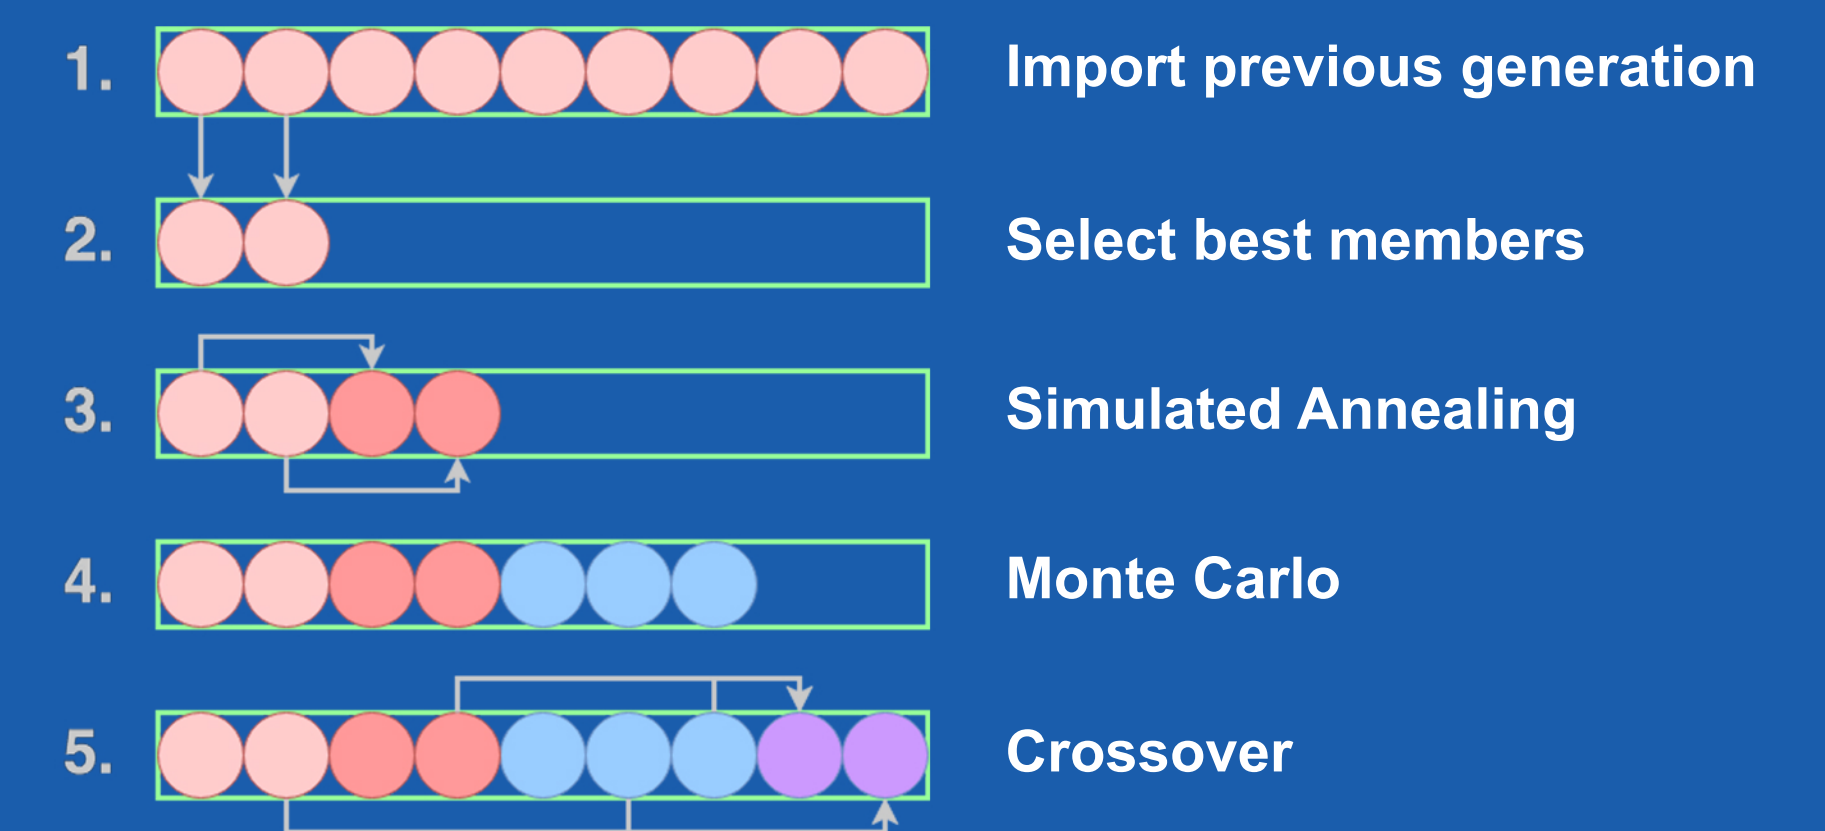 1. Import previous generation
2. Select best members
3. Simulated Annealing
4. Monte Carlo
5. Crossover